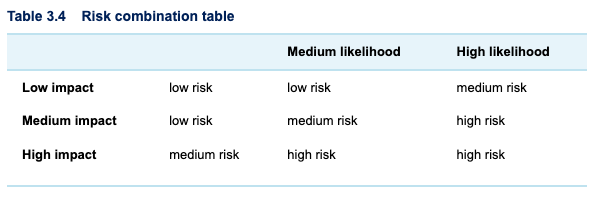 Table 3.4 Risk combination table
Medium likelihood High likelihood
Low impact low risk low risk medium risk
Medium impact low risk medium risk high risk
High impact medium risk high risk high risk